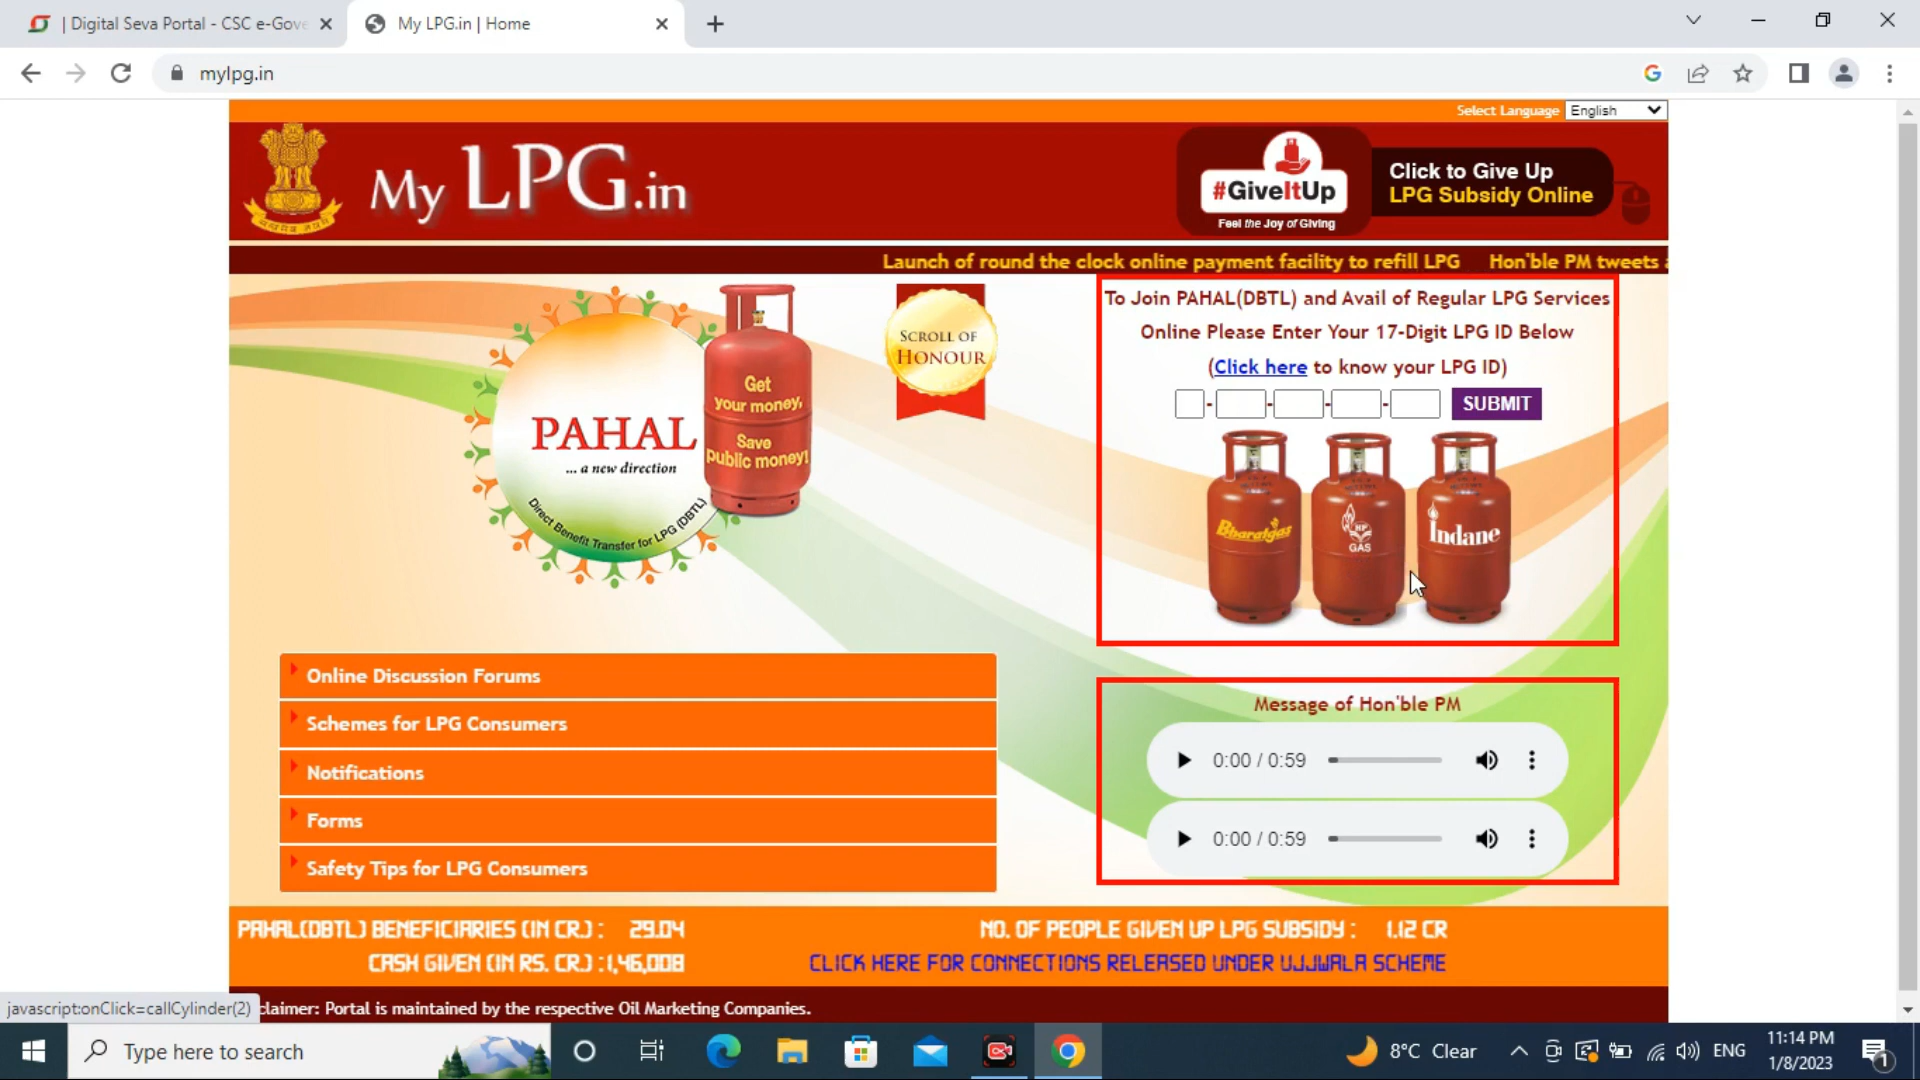 | Digital Seva Portal - CSC e-Gove
My LPG.in | Home
mylpg.in
Select Language English
My LPG.in
#GiveItUp
Feel the Joy of Giving
Click to Give Up
LPG Subsidy Online
Launch of round the clock online payment facility to refill LPG Hon'ble PM tweets
PAHAL
... a new direction
Direct Benefit Transfer for LPG (DBTL)
Get
your money,
Save
public money!
SCROLL OF
HONOUR
To Join PAHAL(DBTL) and Avail of Regular LPG Services
Online Please Enter Your 17-Digit LPG ID Below
(Click here to know your LPG ID)
- - - - SUBMIT
Bharatgas
HP
GAS
Indane
Online Discussion Forums
Schemes for LPG Consumers
Notifications
Forms
Safety Tips for LPG Consumers
Message of Hon'ble PM
0:00 / 0:59
0:00 / 0:59
PAHAL(DBTL) BENEFICIARIES (IN CR.) : 29.04
NO. OF PEOPLE GIVEN UP LPG SUBSIDY : 1.12 CR
CASH GIVEN (IN RS. CR.) :1,46,008
CLICK HERE FOR CONNECTIONS RELEASED UNDER UJJWALA SCHEME
javascript:onClick=callCylinder(2)
claimer: Portal is maintained by the respective Oil Marketing Companies.
Type here to search
8°C Clear
ENG
11:14 PM
1/8/2023
1